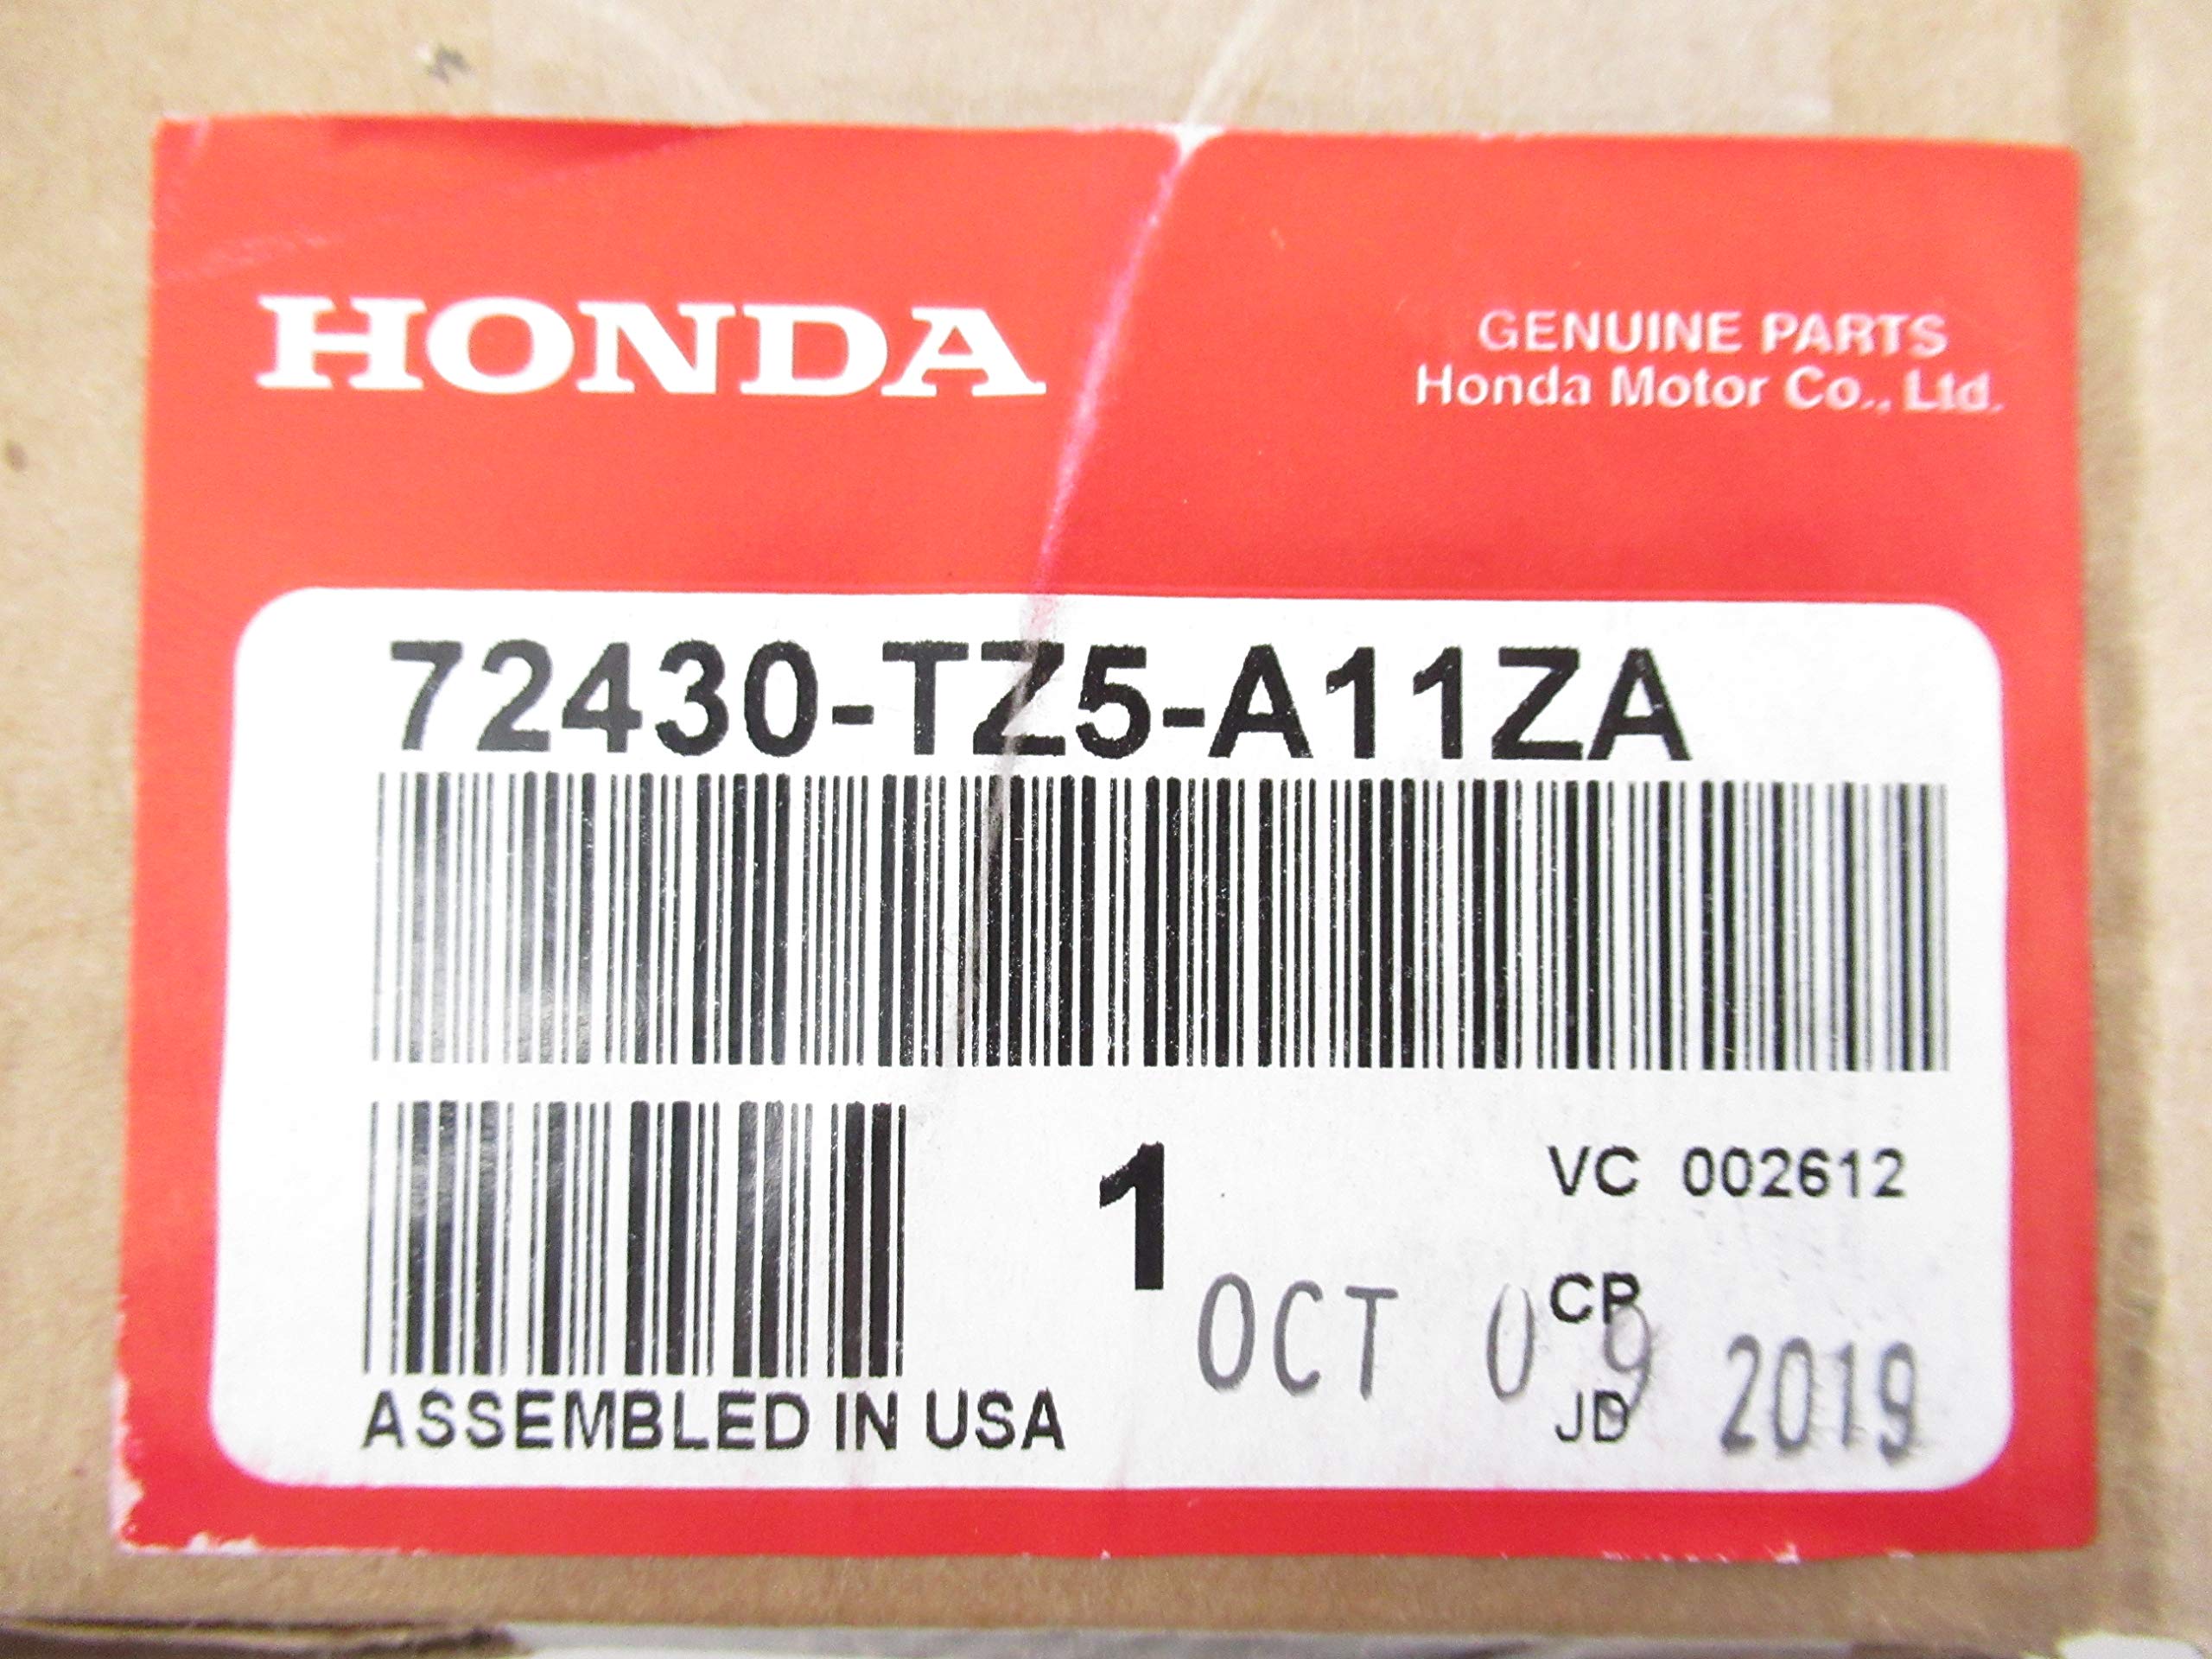 HONDA
GENUINE PARTS
Honda Motor Co., Ltd.
72430-TZ5-A11ZA
1
VC 002612
CP
OCT 09 2019
JD
ASSEMBLED IN USA